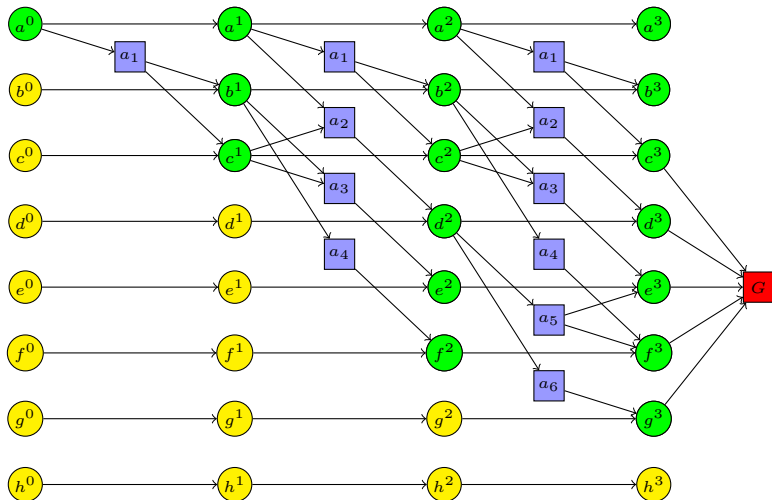 a⁰ a¹ a² a³
a₁ a₁ a₁
b⁰ b¹ b² b³
a₂ a₂
c⁰ c¹ c² c³
a₃ a₃
d⁰ d¹ d² d³
a₄ a₄
e⁰ e¹ e² e³ G
a₅
f⁰ f¹ f² f³
a₆
g⁰ g¹ g² g³
h⁰ h¹ h² h³